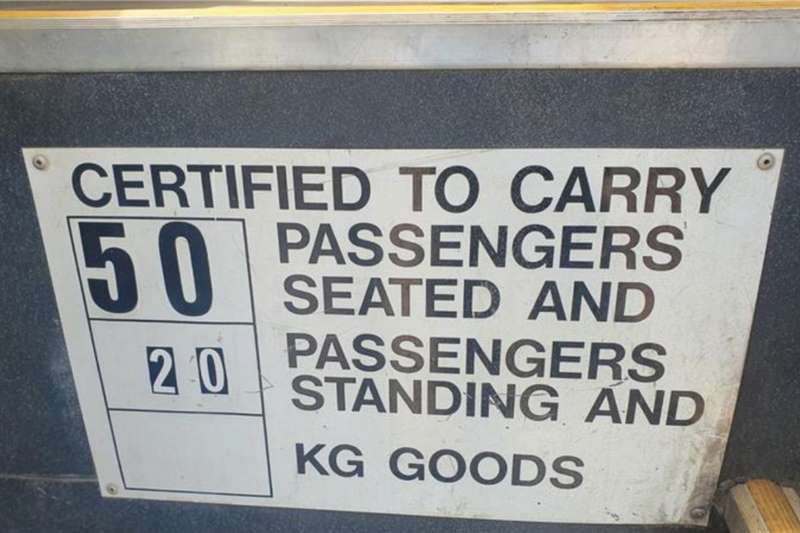 CERTIFIED TO CARRY
50 PASSENGERS
SEATED AND
20 PASSENGERS
STANDING AND
KG GOODS